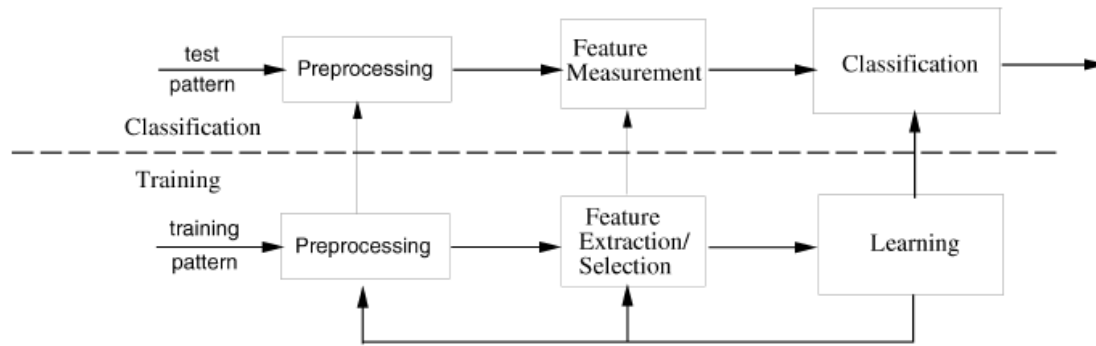 test
pattern
Preprocessing
Feature
Measurement
Classification
Classification
Training
training
pattern
Preprocessing
Feature
Extraction/
Selection
Learning